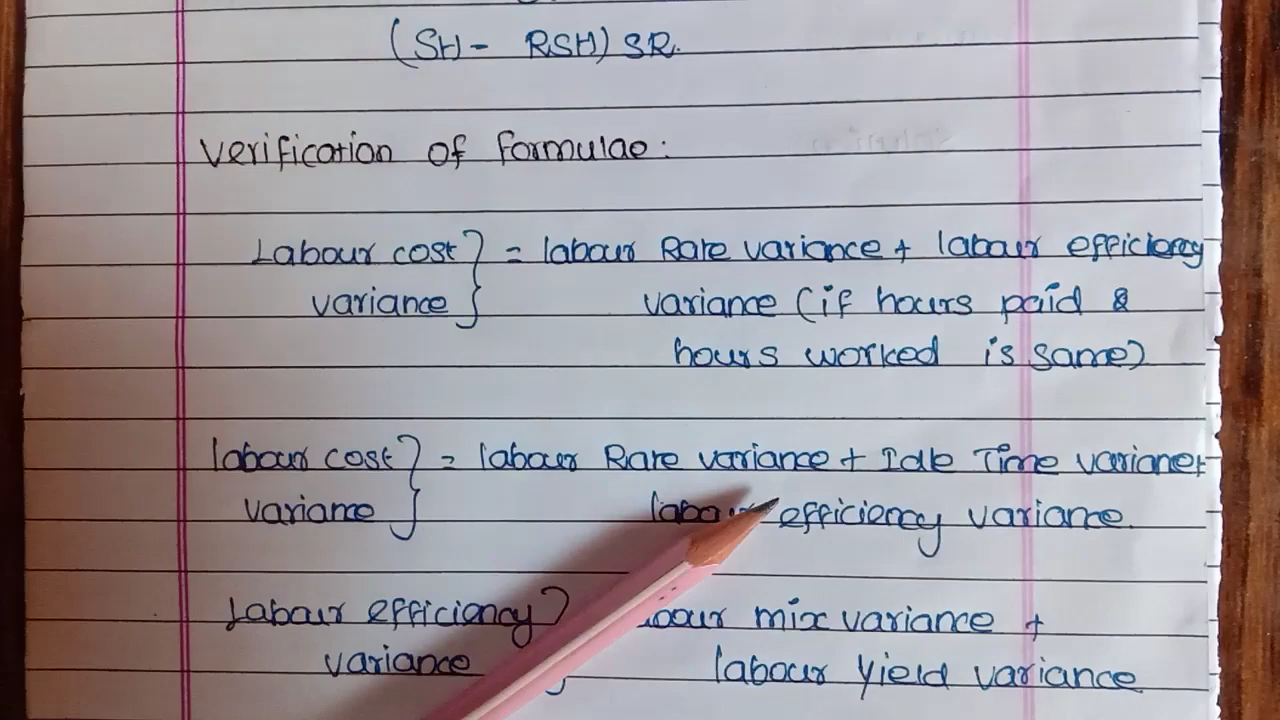 (SH - RSH) SR.
Verification of formulae:
Labour cost } = labour Rate variance + labour efficiency
variance variance (if hours paid &
hours worked is same)
labour cost } = labour Rate variance + Idle Time variance +
variance efficiency variance.
Labour efficiency } mix variance +
variance labour yield variance